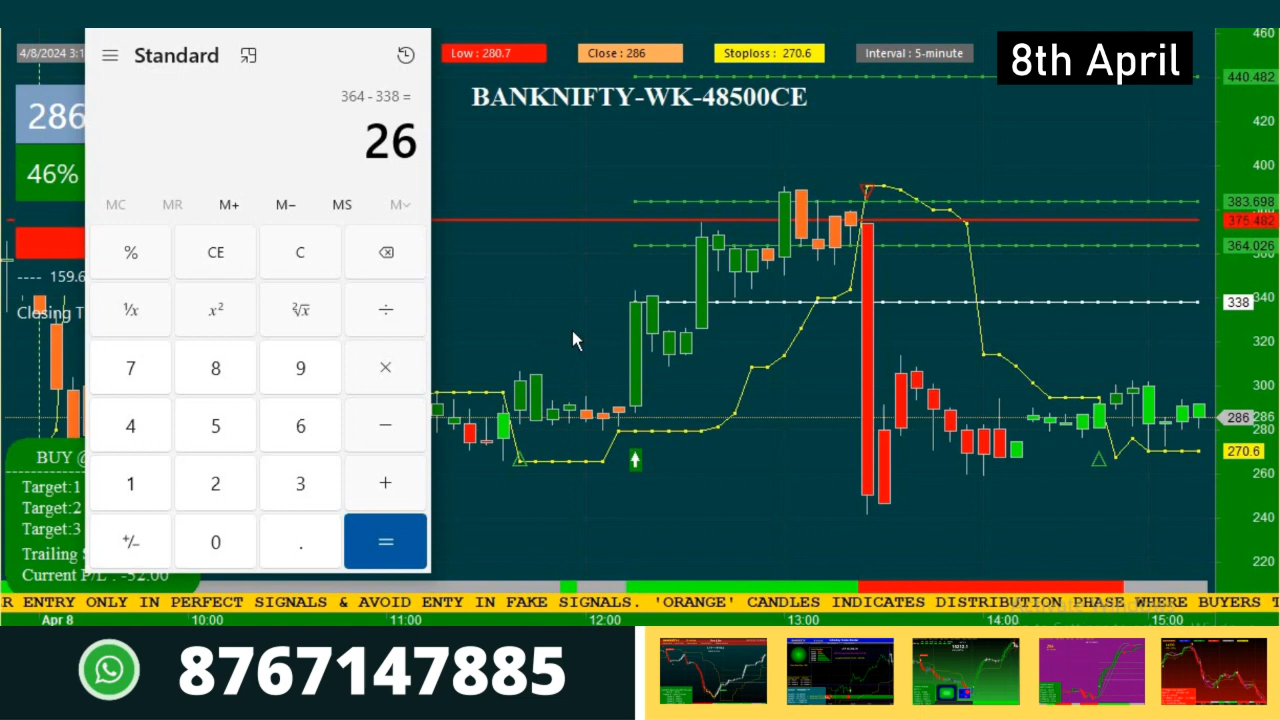 4/8/2024 3:1
Standard
Low : 280.7
Close : 286
Stoploss : 270.6
Interval : 5-minute
8th April
460
440.482
BANKNIFTY-WK-48500CE
364 - 338 =
26
286
46%
420
400
383.698
375.482
364.026
360
340
338
320
300
286
286
280
270.6
260
240
220
MC
MR
M+
M−
MS
M
%
CE
C
¹/x
x²
²√x
÷
7
8
9
×
4
5
6
−
1
2
3
+
+/−
0
.
=
---- 159.6
Closing T
BUY @
Target:1
Target:2
Target:3
Trailing S
Current P/L : -52.00
R ENTRY ONLY IN PERFECT SIGNALS & AVOID ENTY IN FAKE SIGNALS. 'ORANGE' CANDLES INDICATES DISTRIBUTION PHASE WHERE BUYERS T
Apr 8
10:00
11:00
12:00
13:00
14:00
15:00
8767147885